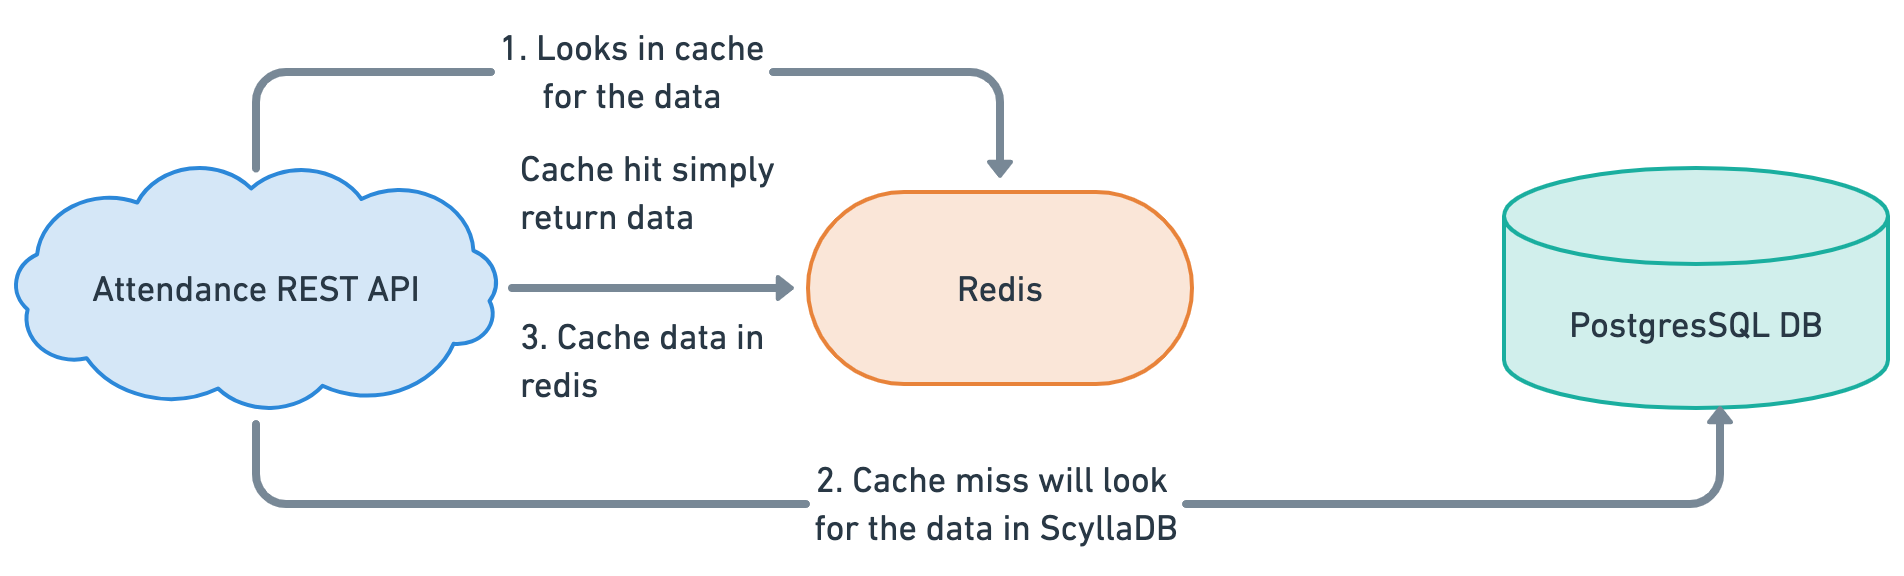 1. Looks in cache
for the data
Cache hit simply
return data
Attendance REST API
Redis
PostgresSQL DB
3. Cache data in
redis
2. Cache miss will look
for the data in ScyllaDB